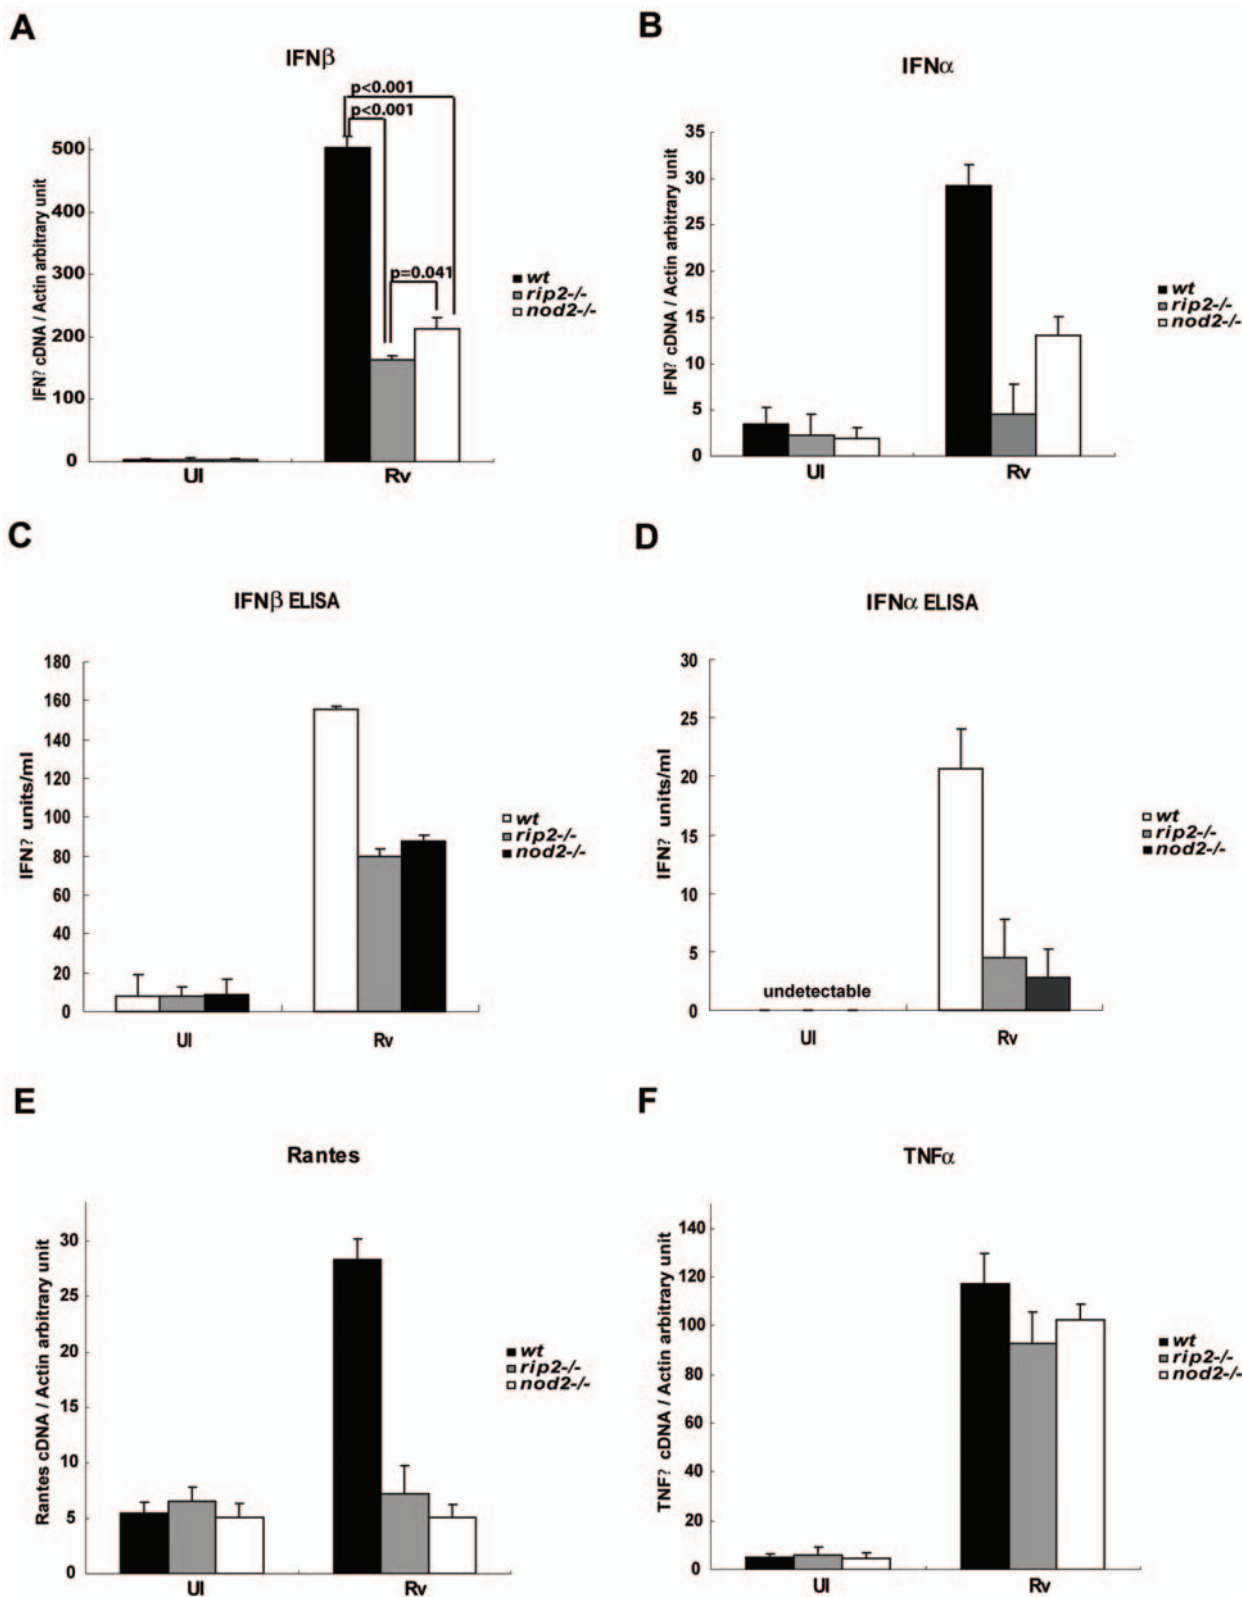 A
IFNβ
p<0.001
p<0.001
p=0.041
IFN? cDNA / Actin arbitrary unit
500
400
300
200
100
0
UI
Rv
wt
rip2-/-
nod2-/-
B
IFNα
IFN? cDNA / Actin arbitrary unit
35
30
25
20
15
10
5
0
UI
Rv
wt
rip2-/-
nod2-/-
C
IFNβ ELISA
IFN? units/ml
180
160
140
120
100
80
60
40
20
0
UI
Rv
wt
rip2-/-
nod2-/-
D
IFNα ELISA
IFN? units/ml
30
25
20
15
10
5
0
undetectable
UI
Rv
wt
rip2-/-
nod2-/-
E
Rantes
Rantes cDNA / Actin arbitrary unit
30
25
20
15
10
5
0
UI
Rv
wt
rip2-/-
nod2-/-
F
TNFα
TNF? cDNA / Actin arbitrary unit
140
120
100
80
60
40
20
0
UI
Rv
wt
rip2-/-
nod2-/-